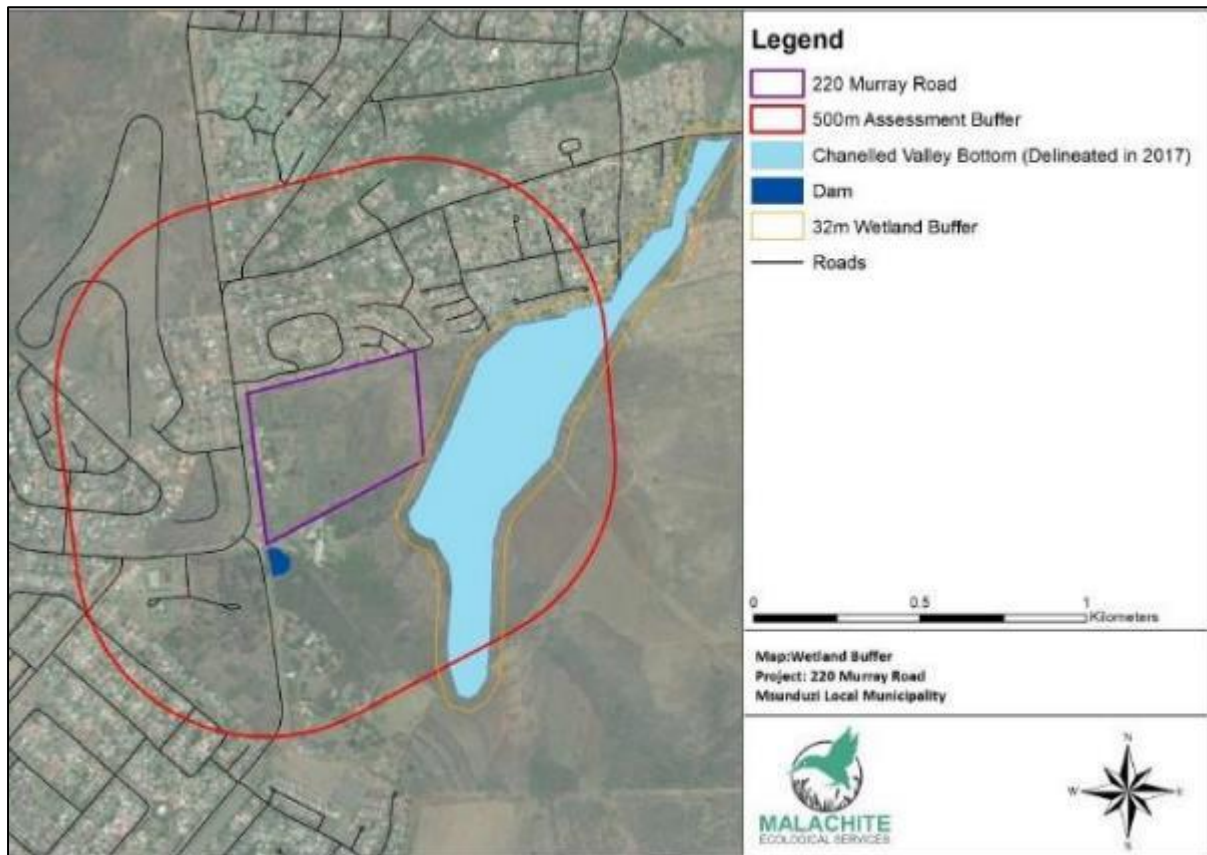 Legend
220 Murray Road
500m Assessment Buffer
Chanelled Valley Bottom (Delineated in 2017)
Dam
32m Wetland Buffer
Roads
0 0.5 1
Kilometers
Map:Wetland Buffer
Project: 220 Murray Road
Msunduzi Local Municipality
MALACHITE
ECOLOGICAL SERVICES
N
W E
S